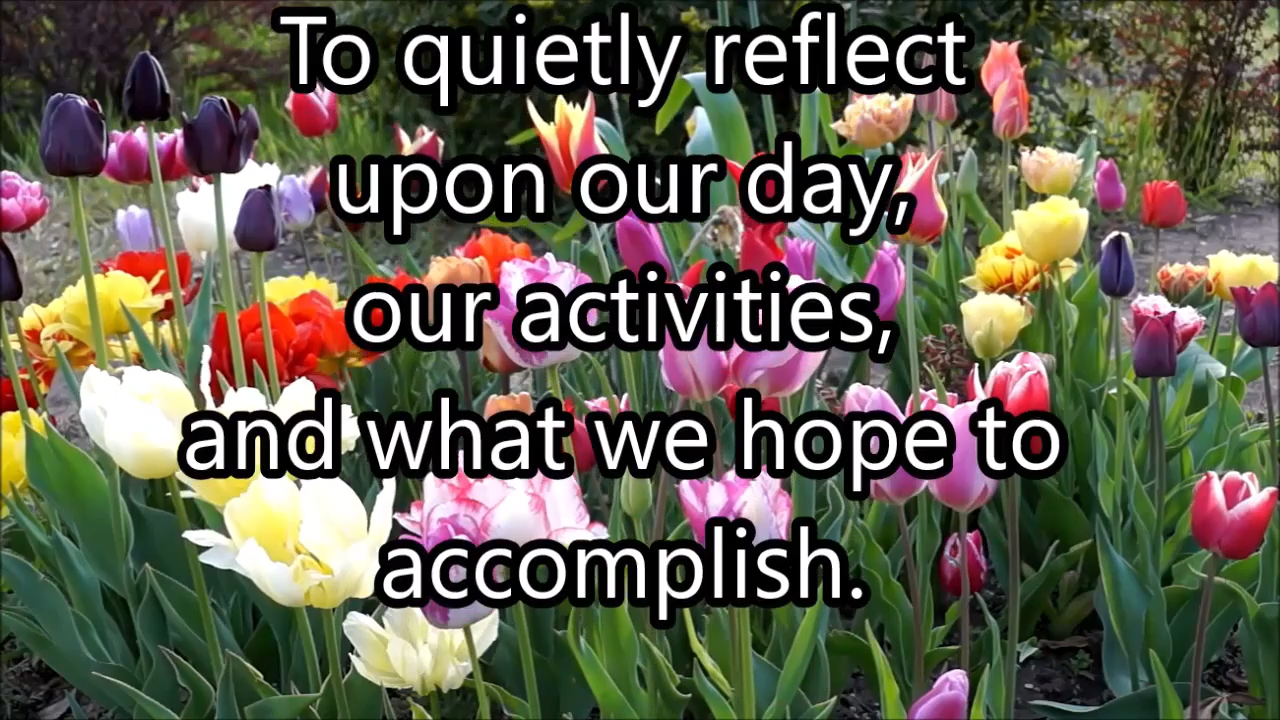 To quietly reflect
upon our day,
our activities,
and what we hope to
accomplish.